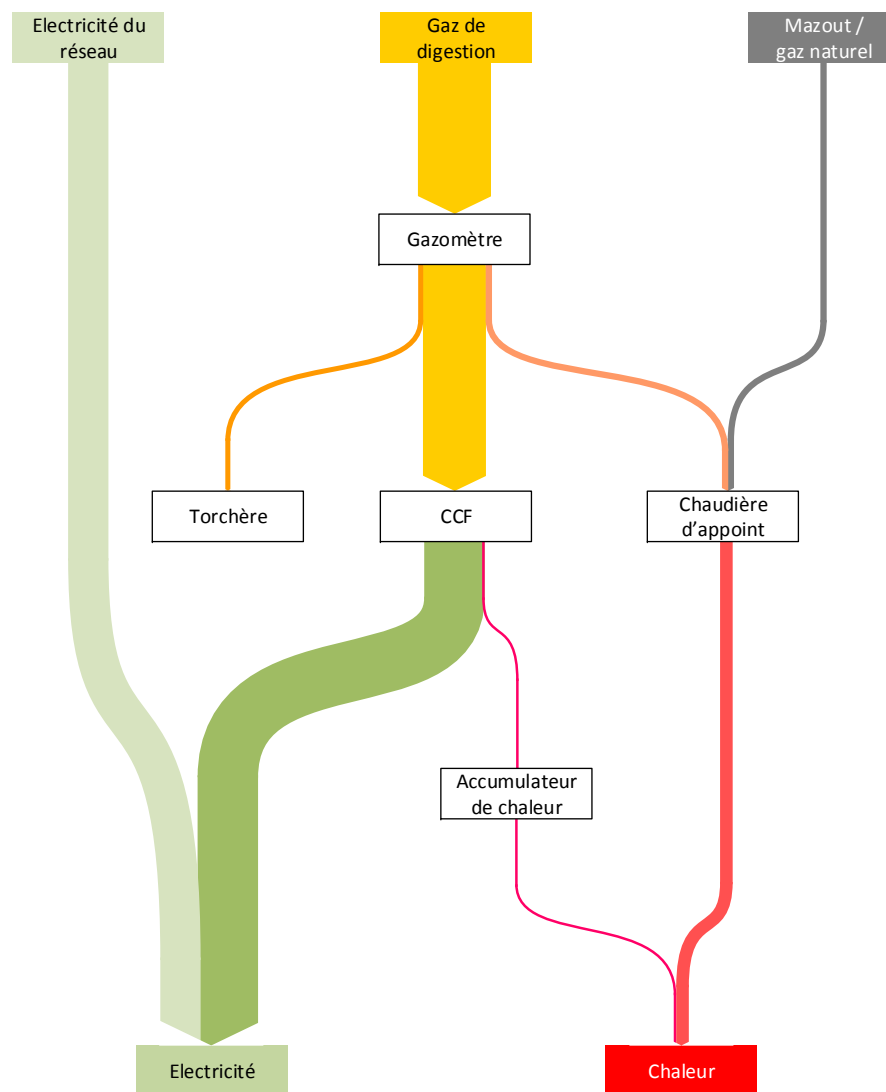 Electricité du
réseau
Gaz de
digestion
Mazout /
gaz naturel
Gazomètre
Torchère
CCF
Chaudière
d’appoint
Accumulateur
de chaleur
Electricité
Chaleur